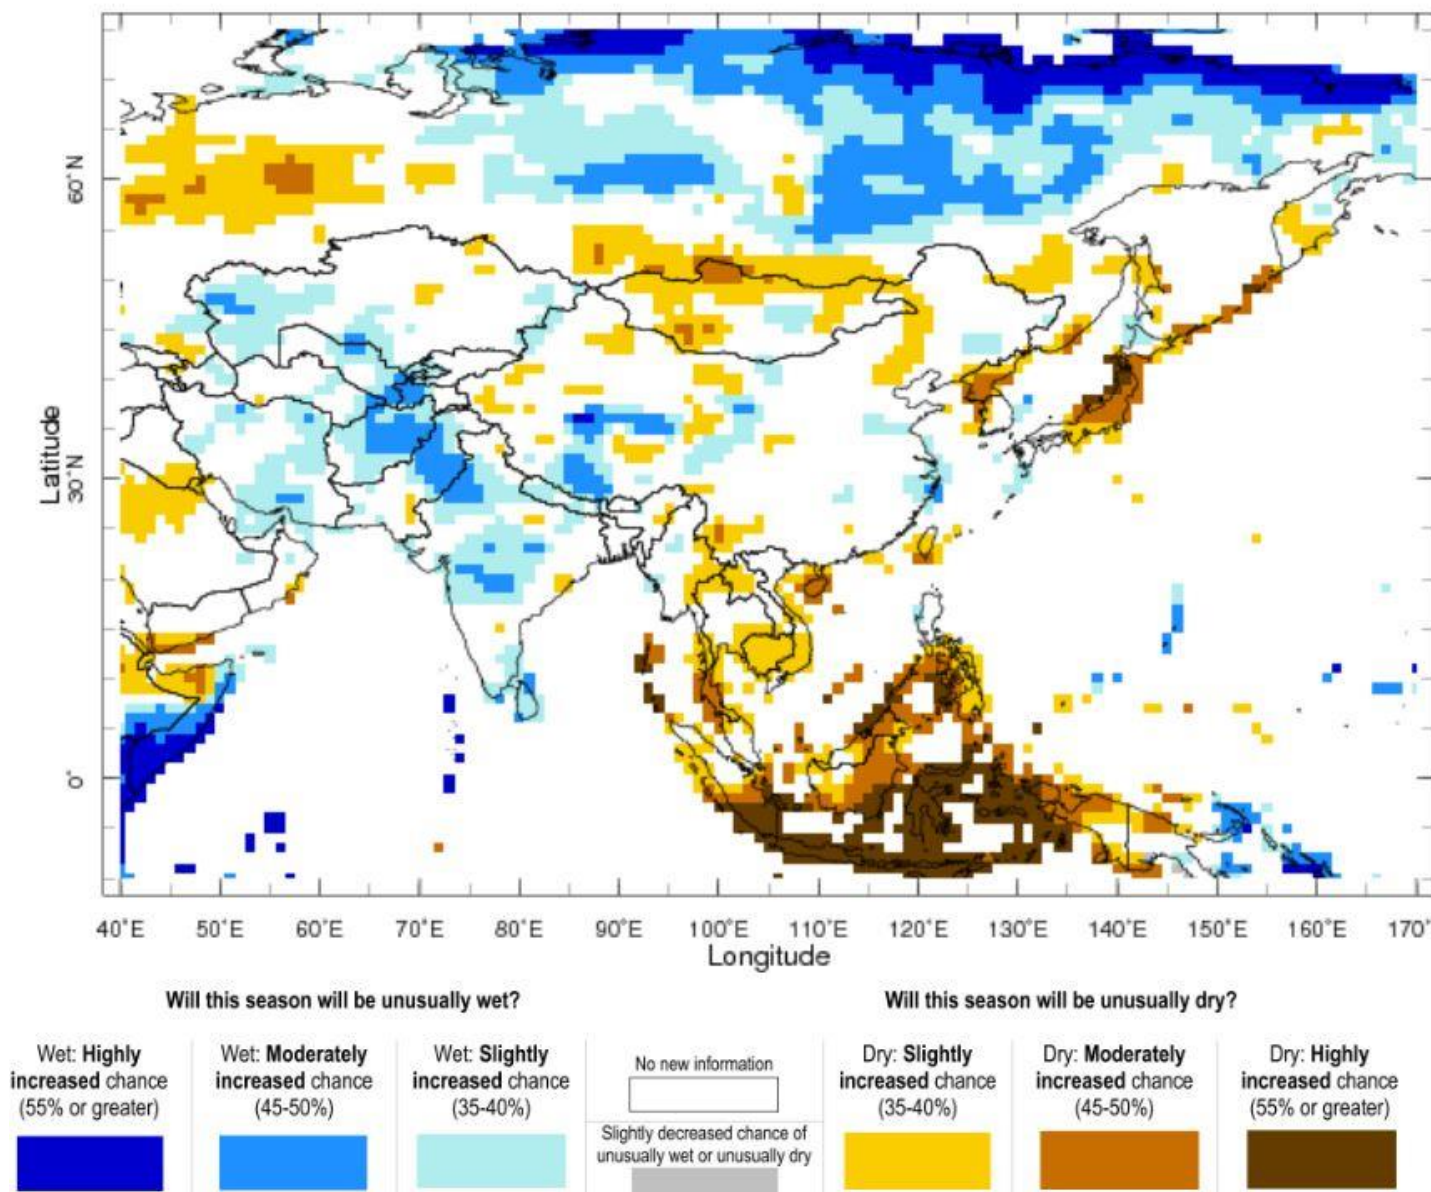 60°N
30°N
0°
Latitude
40°E 50°E 60°E 70°E 80°E 90°E 100°E 110°E 120°E 130°E 140°E 150°E 160°E 170°
Longitude
Will this season will be unusually wet?
Will this season will be unusually dry?
Wet: Highly
increased chance
(55% or greater)
Wet: Moderately
increased chance
(45-50%)
Wet: Slightly
increased chance
(35-40%)
No new information
Slightly decreased chance of
unusually wet or unusually dry
Dry: Slightly
increased chance
(35-40%)
Dry: Moderately
increased chance
(45-50%)
Dry: Highly
increased chance
(55% or greater)